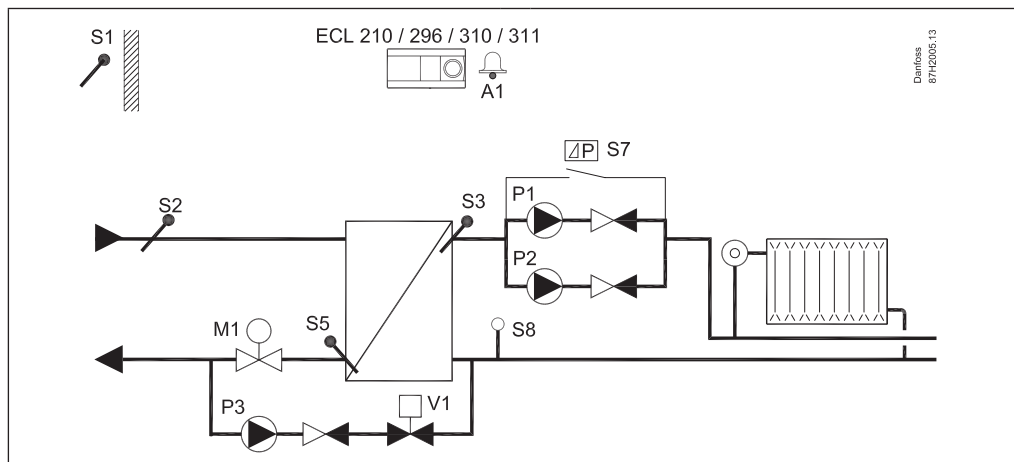 S1
ECL 210 / 296 / 310 / 311
A1
Danfoss
87H2005.13
⊿P S7
P1
S2
S3
P2
M1
S5
S8
P3
V1